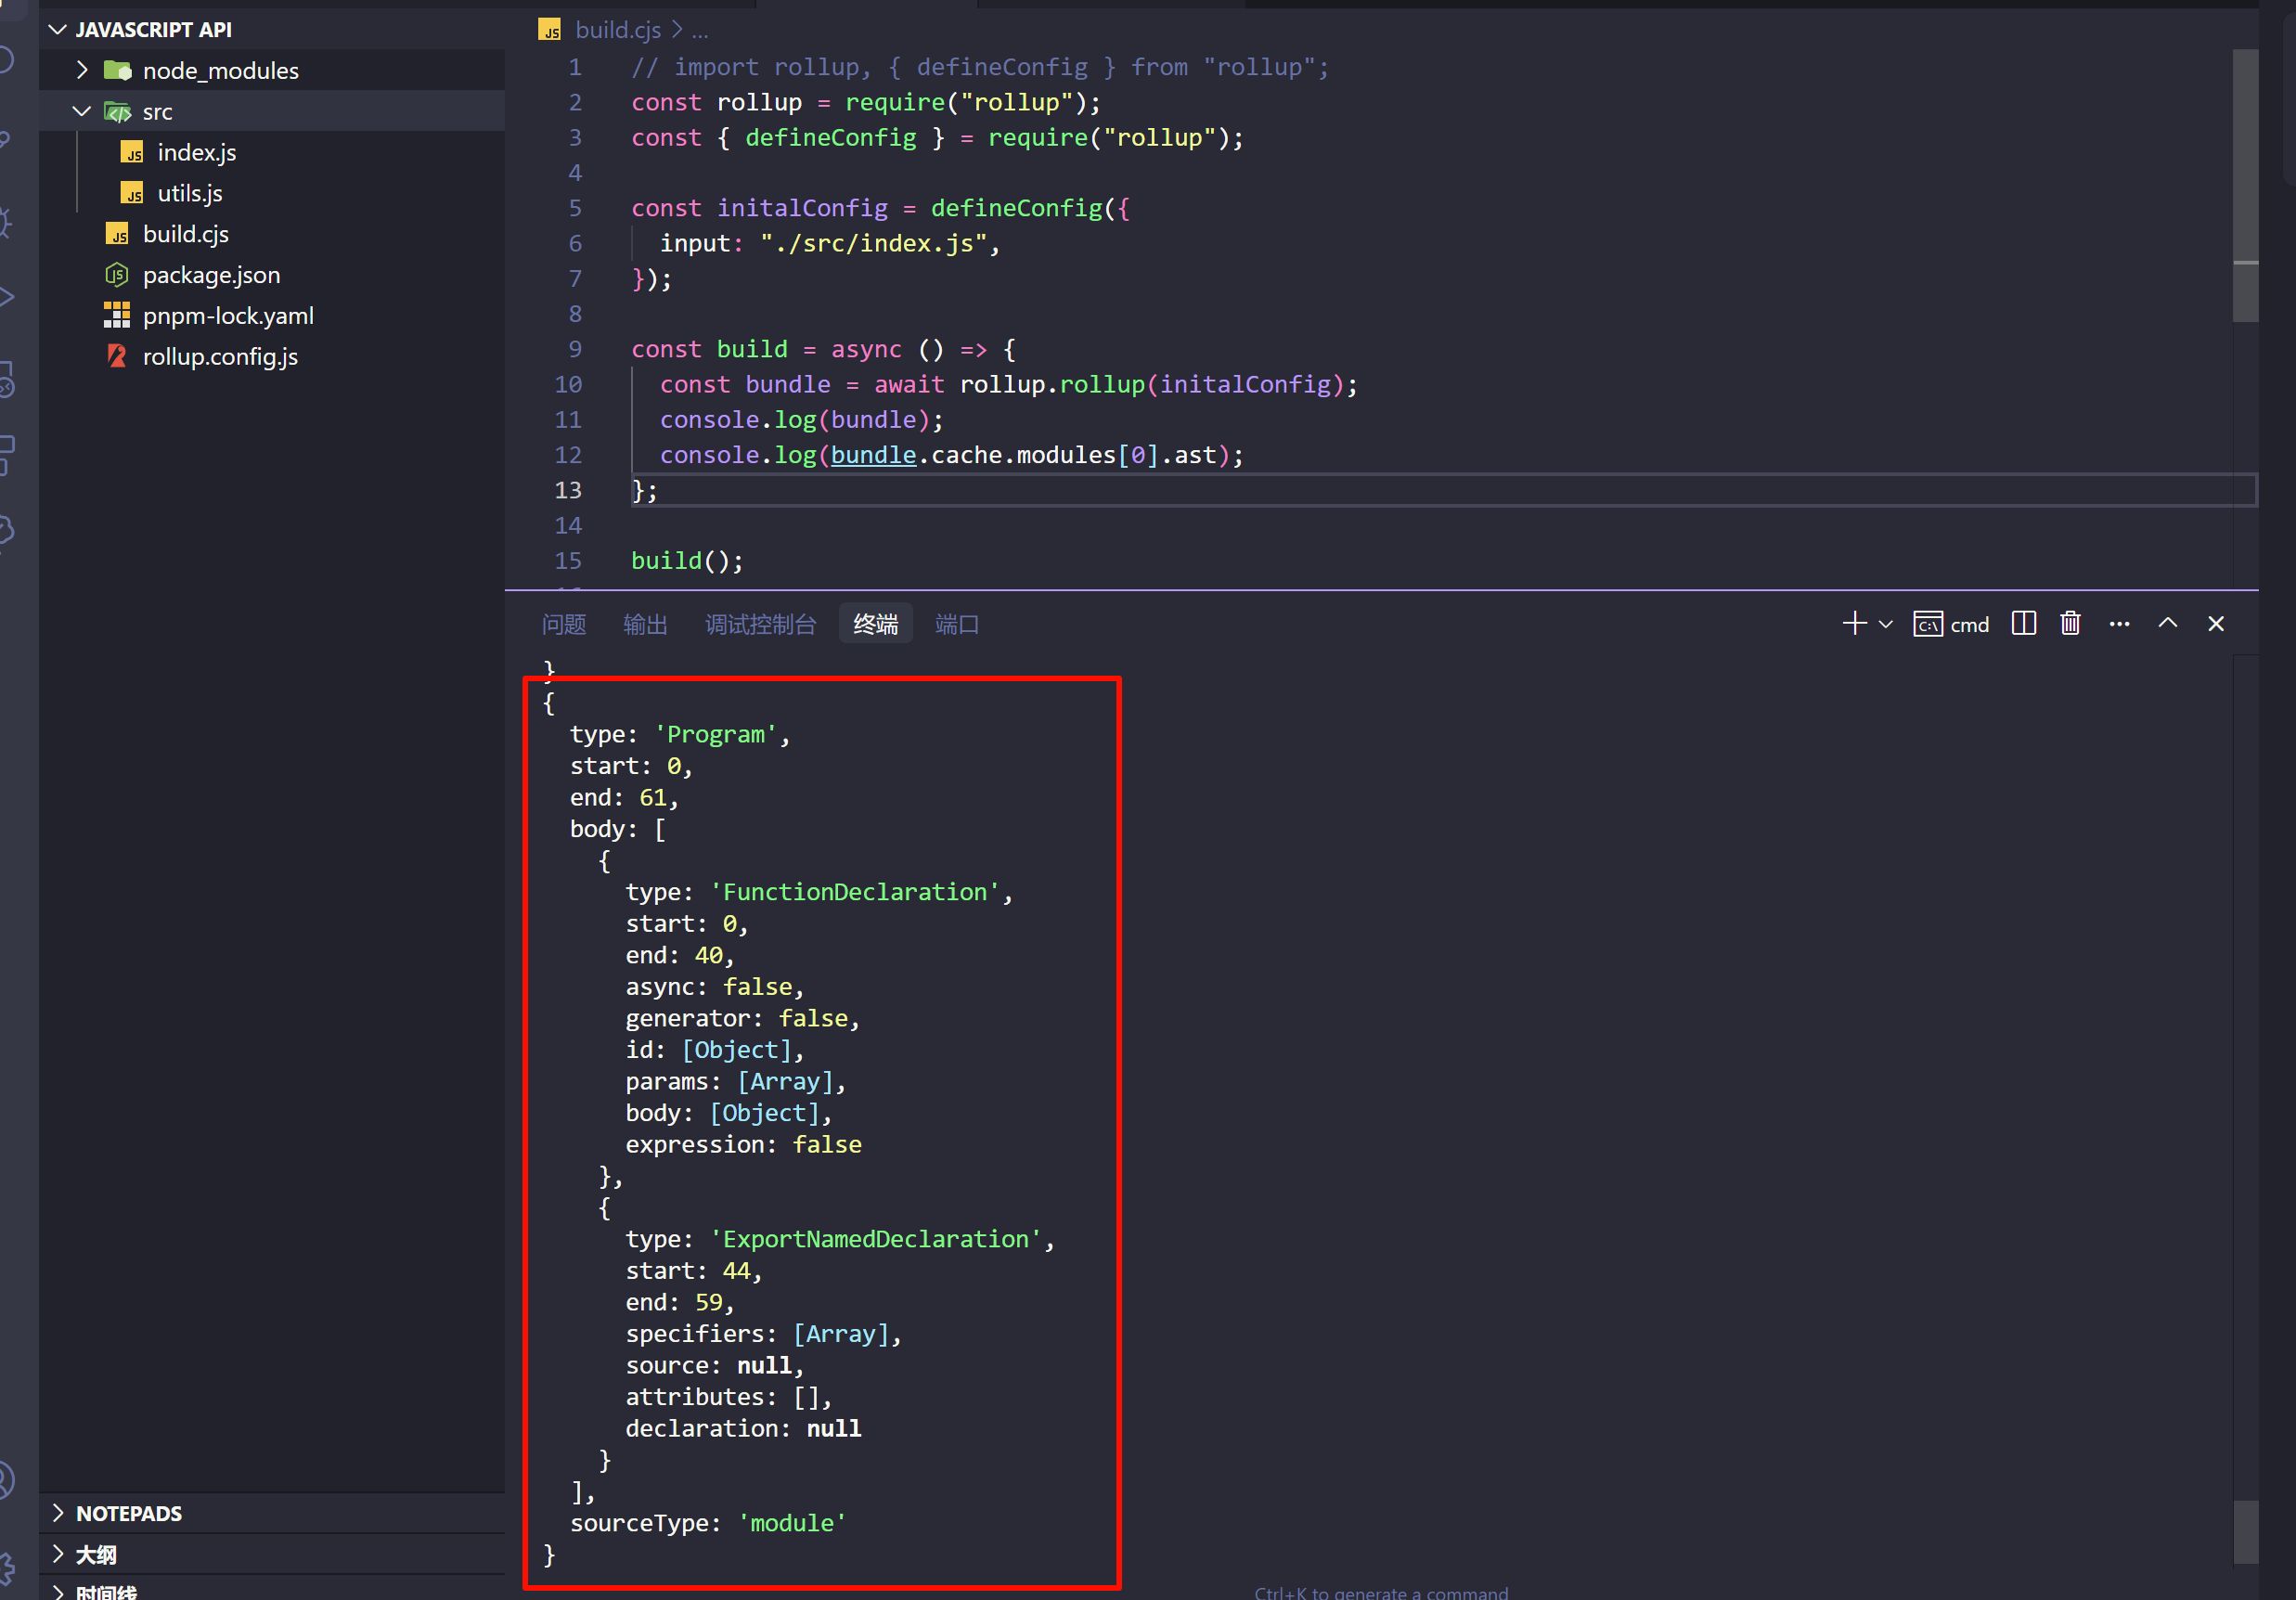 JAVASCRIPT API
node_modules
src
index.js
utils.js
build.cjs
package.json
pnpm-lock.yaml
rollup.config.js
NOTEPADS
大纲
时间线
build.cjs > ...
1 // import rollup, { defineConfig } from "rollup";
2 const rollup = require("rollup");
3 const { defineConfig } = require("rollup");
4
5 const initalConfig = defineConfig({
6 input: "./src/index.js",
7 });
8
9 const build = async () => {
10 const bundle = await rollup.rollup(initalConfig);
11 console.log(bundle);
12 console.log(bundle.cache.modules[0].ast);
13 };
14
15 build();
问题 输出 调试控制台 终端 端口 cmd
}
{
type: 'Program',
start: 0,
end: 61,
body: [
{
type: 'FunctionDeclaration',
start: 0,
end: 40,
async: false,
generator: false,
id: [Object],
params: [Array],
body: [Object],
expression: false
},
{
type: 'ExportNamedDeclaration',
start: 44,
end: 59,
specifiers: [Array],
source: null,
attributes: [],
declaration: null
}
],
sourceType: 'module'
}
Ctrl+K to generate a command